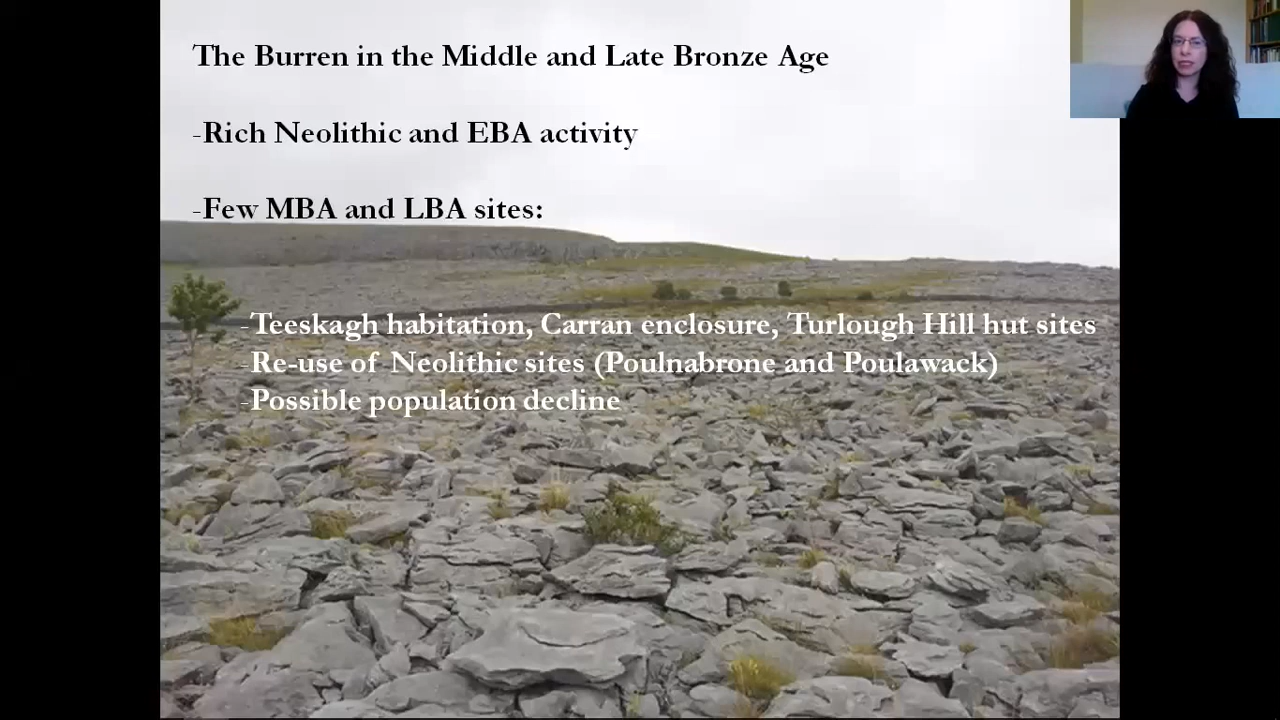 The Burren in the Middle and Late Bronze Age
-Rich Neolithic and EBA activity
-Few MBA and LBA sites:
-Teeskagh habitation, Carran enclosure, Turlough Hill hut sites
-Re-use of Neolithic sites (Poulnabrone and Poulawack)
-Possible population decline